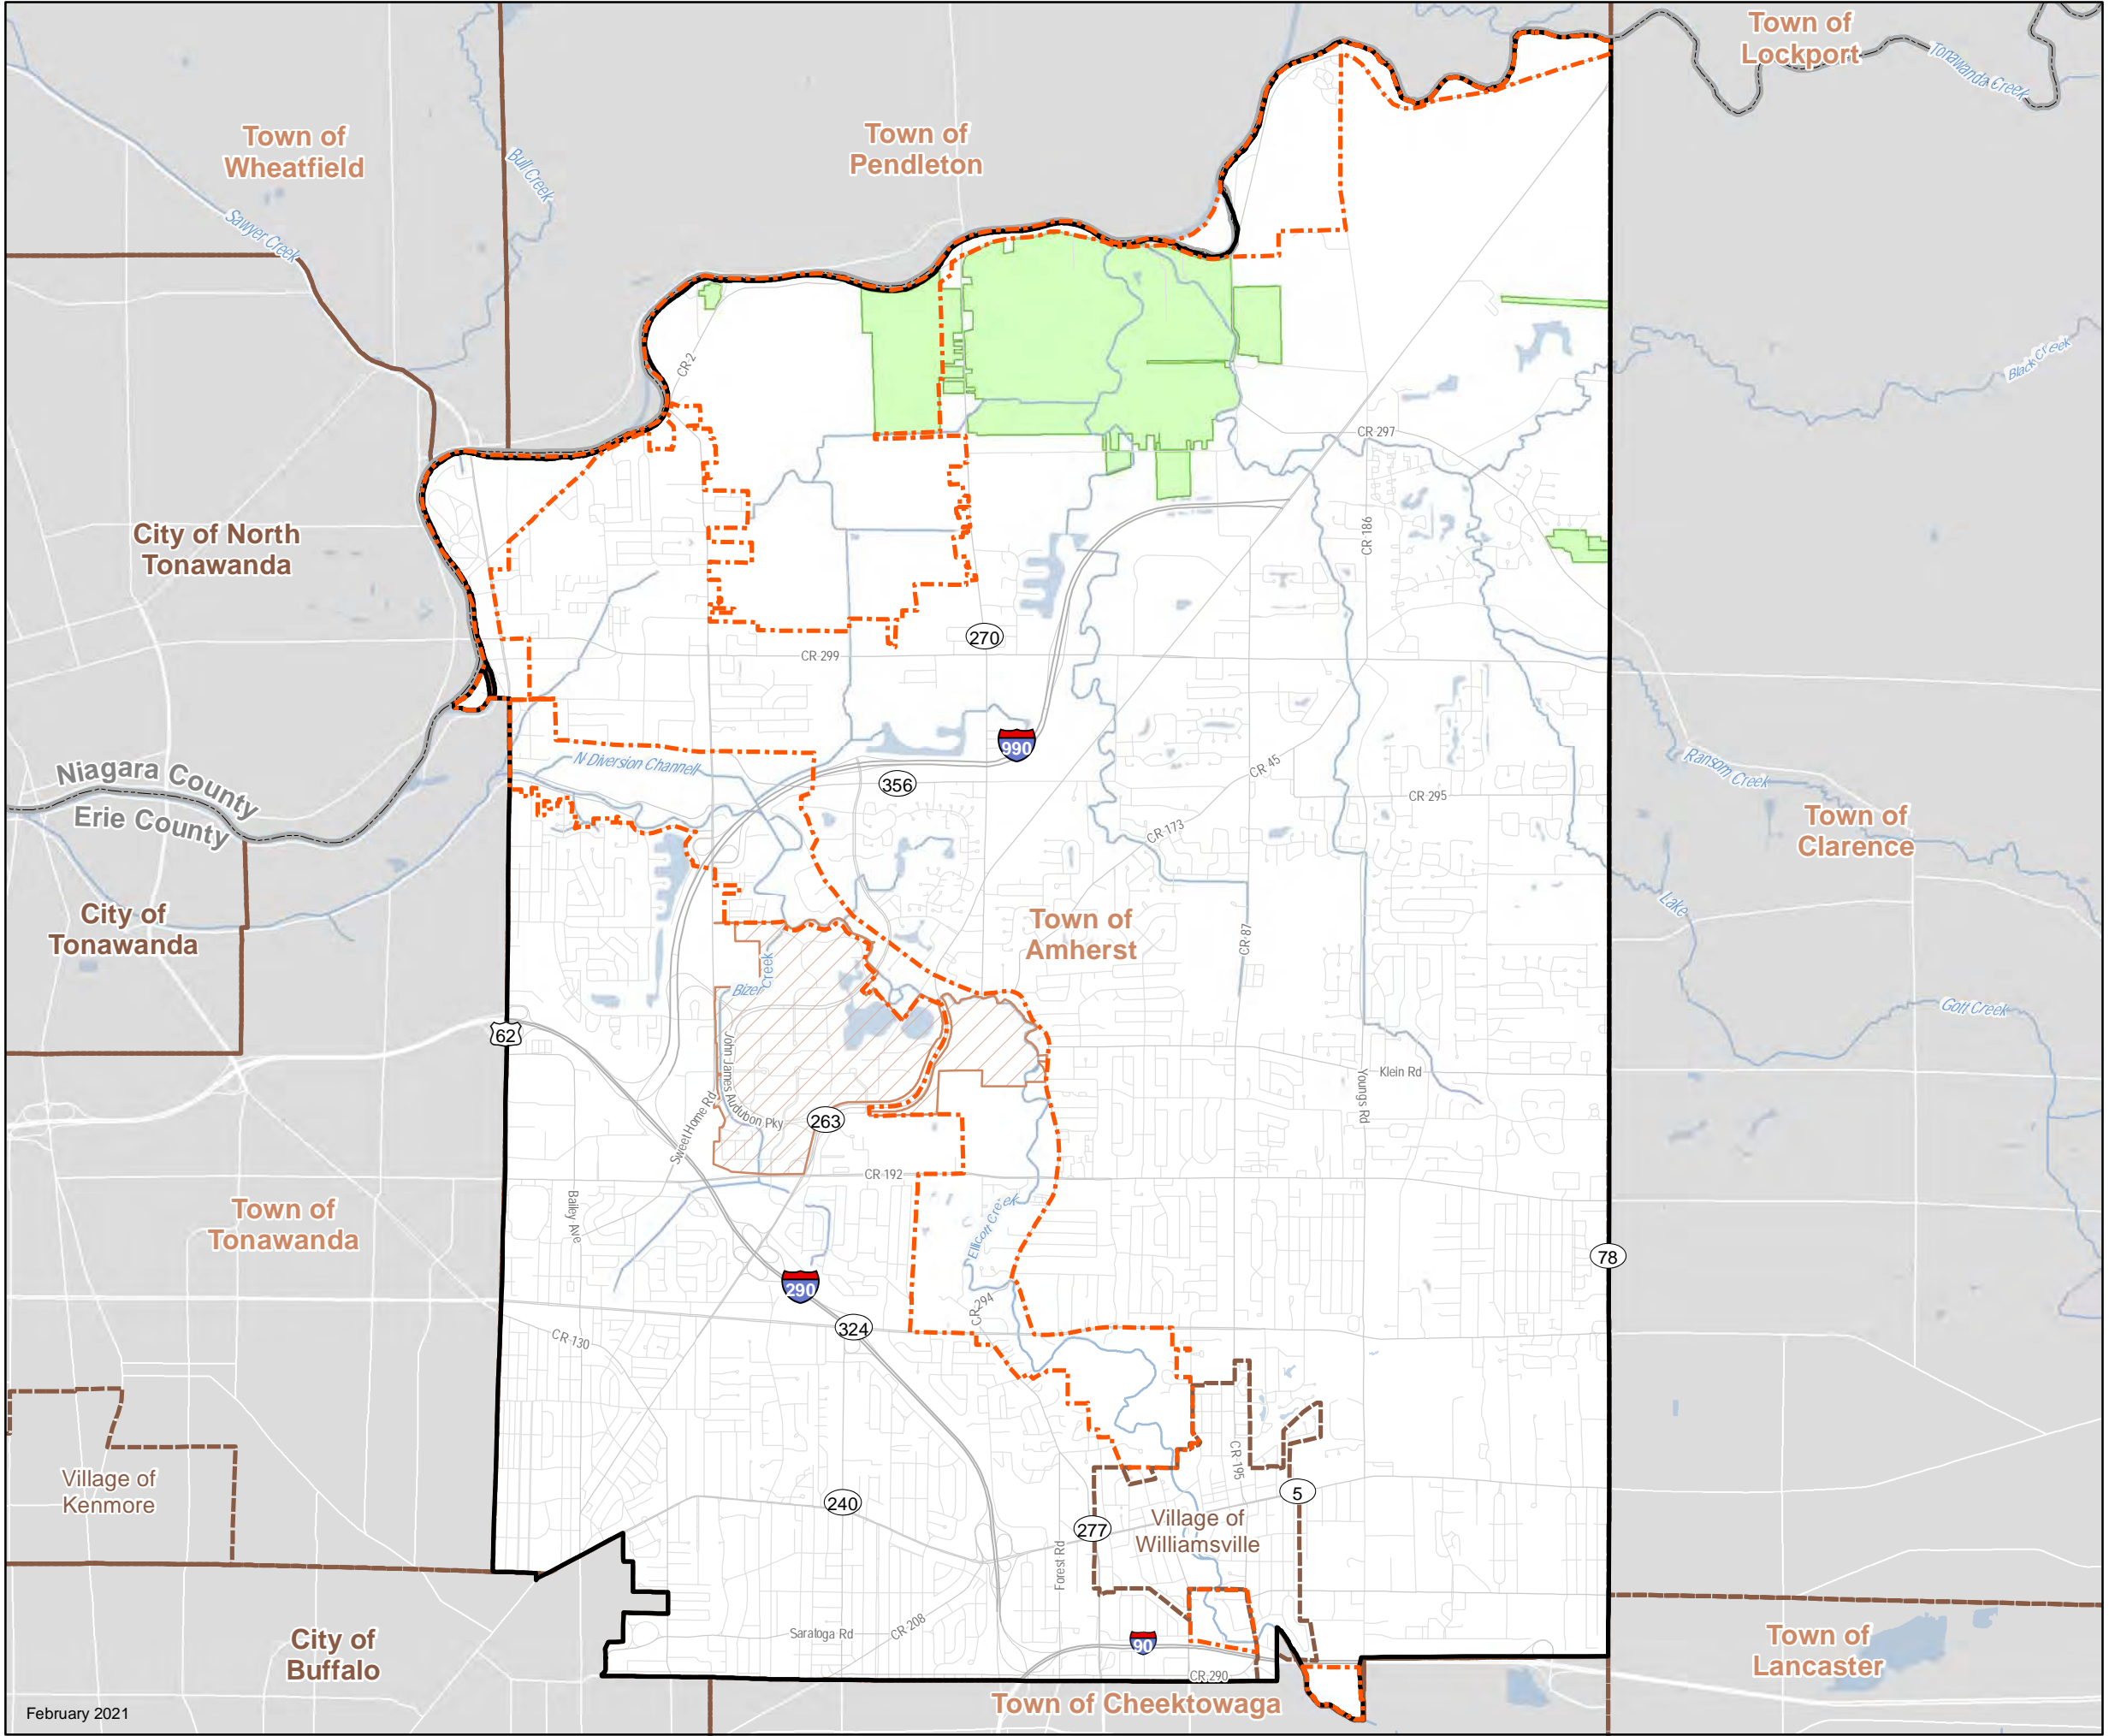 Town of
Lockport
Tonawanda Creek
Town of
Wheatfield
Town of
Pendleton
Bull Creek
Sawyer Creek
Black Creek
CR 2
CR 297
City of North
Tonawanda
CR 186
270
CR 299
990
N Diversion Channel
356
CR 45
CR 295
Ransom Creek
Niagara County
Erie County
CR 173
Town of
Clarence
Lake
City of
Tonawanda
Town of
Amherst
CR 87
Bizer Creek
Gott Creek
62
John James Audubon Pky
Klein Rd
Youngs Rd
Sweet Home Rd
263
CR 192
Bailey Ave
Town of
Tonawanda
Ellicott Creek
78
290
CR 294
324
CR 130
Village of
Kenmore
CR 195
5
240
277
Village of
Williamsville
Forest Rd
Saratoga Rd
CR 208
90
CR 290
City of
Buffalo
Town of
Lancaster
Town of Cheektowaga
February 2021